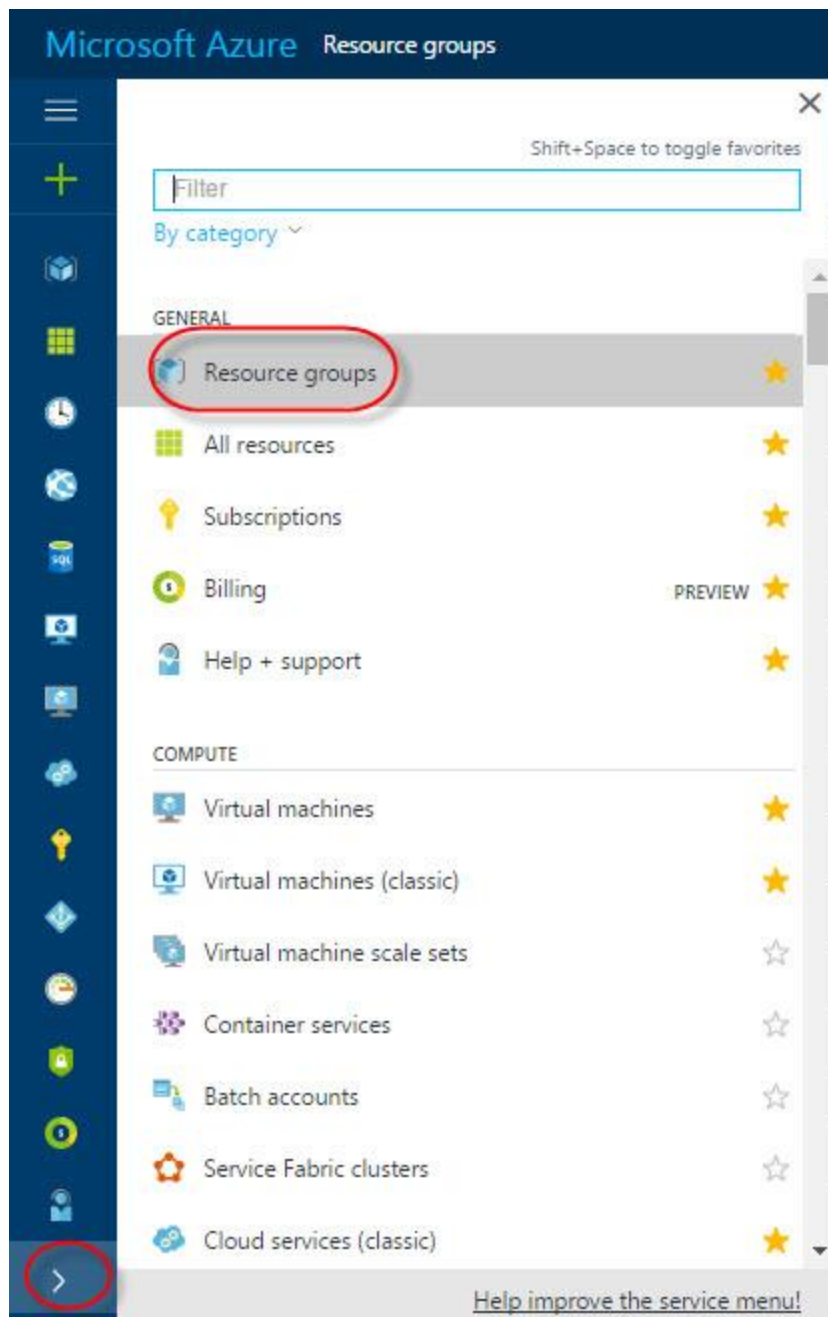 Microsoft Azure Resource groups
Shift+Space to toggle favorites
Filter
By category
GENERAL
Resource groups
All resources
Subscriptions
Billing PREVIEW
Help + support
COMPUTE
Virtual machines
Virtual machines (classic)
Virtual machine scale sets
Container services
Batch accounts
Service Fabric clusters
Cloud services (classic)
Help improve the service menu!
SQL